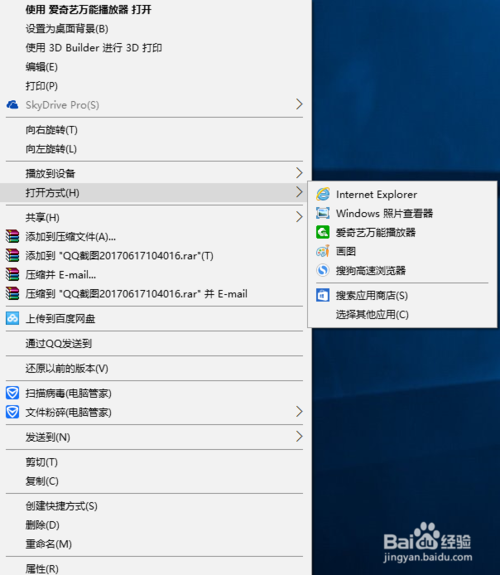 使用 爱奇艺万能播放器 打开
设置为桌面背景(B)
使用 3D Builder 进行 3D 打印
编辑(E)
打印(P)
SkyDrive Pro(S)
向右旋转(T)
向左旋转(L)
播放到设备
打开方式(H)
共享(H)
添加到压缩文件(A)...
添加到 "QQ截图20170617104016.rar"(T)
压缩并 E-mail...
压缩到 "QQ截图20170617104016.rar" 并 E-mail
上传到百度网盘
通过QQ发送到
还原以前的版本(V)
扫描病毒(电脑管家)
文件粉碎(电脑管家)
发送到(N)
剪切(T)
复制(C)
创建快捷方式(S)
删除(D)
重命名(M)
属性(R)
Internet Explorer
Windows 照片查看器
爱奇艺万能播放器
画图
搜狗高速浏览器
搜索应用商店(S)
选择其他应用(C)
Bai du 经验
jingyan.baidu.com